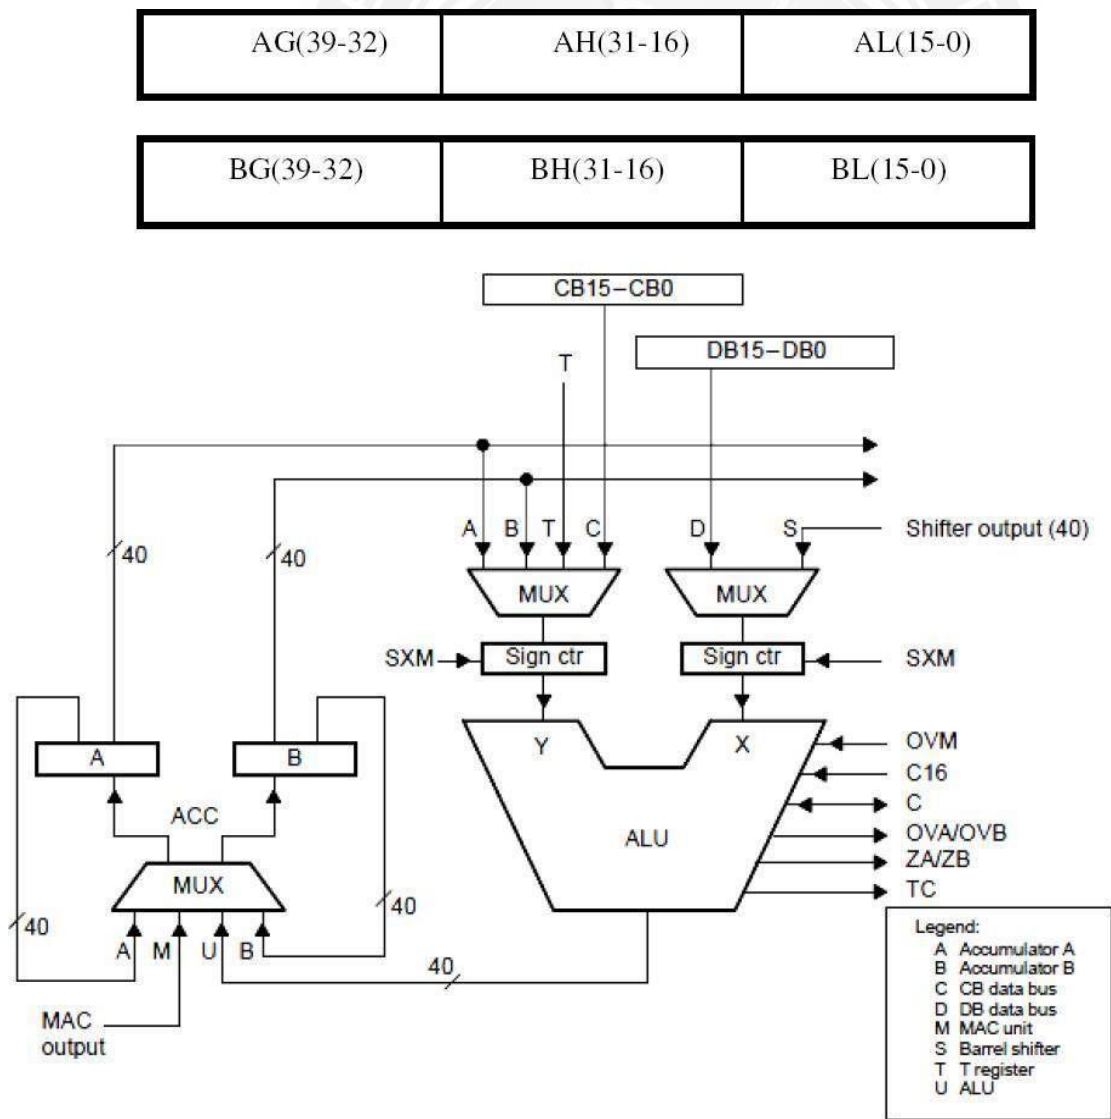 AG(39-32) AH(31-16) AL(15-0)
BG(39-32) BH(31-16) BL(15-0)
CB15–CB0
DB15–DB0
T
A B T C D S Shifter output (40)
40 40
MUX MUX
SXM Sign ctr Sign ctr SXM
Y X OVM
A B
C16
ACC C
ALU OVA/OVB
MUX ZA/ZB
TC
40 40
A M U B
40
MAC
output
Legend:
A Accumulator A
B Accumulator B
C CB data bus
D DB data bus
M MAC unit
S Barrel shifter
T T register
U ALU